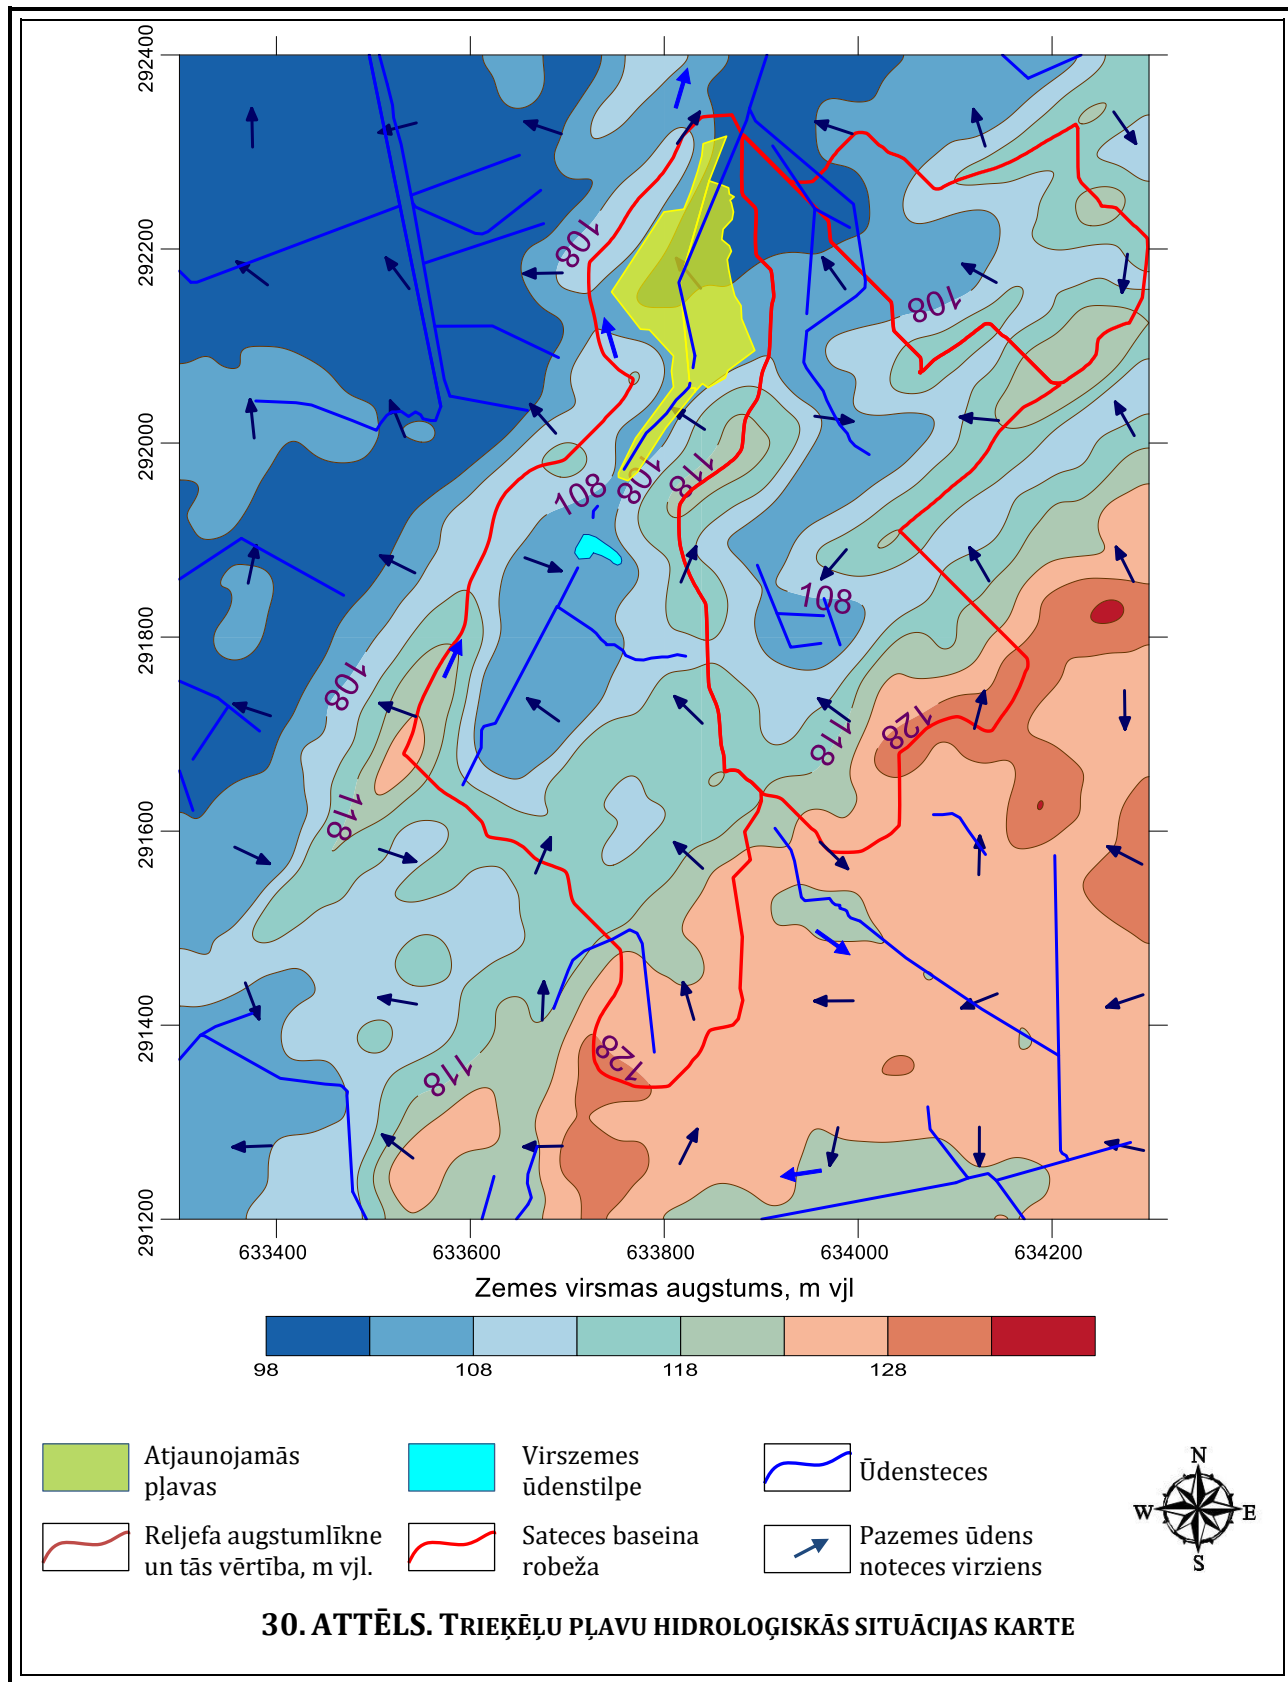 292400
292200
292000
291800
291600
291400
291200
108
108
108
108
118
108
108
108
118
128
118
118
128
118
633400
633600
633800
634000
634200
Zemes virsmas augstums, m vjl
98
108
118
128
Atjaunojamās
pļavas
Virszemes
ūdenstilpe
Ūdensteces
Reljefa augstumlīkne
un tās vērtība, m vjl.
Sateces baseina
robeža
Pazemes ūdens
noteces virziens
N
W
E
S
30. ATTĒLS. TRIEĶĒĻU PĻAVU HIDROLOĢISKĀS SITUĀCIJAS KARTE